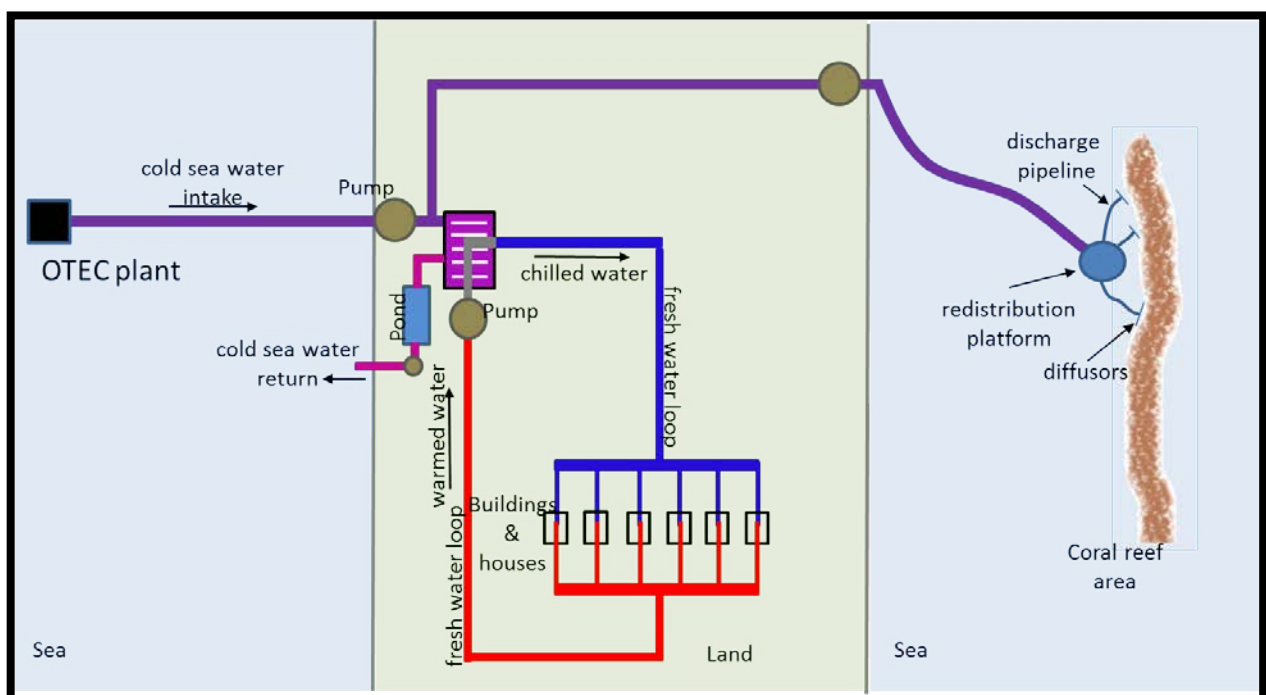 cold sea water
intake
OTEC plant
Pump
chilled water
Pump
Pond
cold sea water
return
warmed water
fresh water loop
fresh water loop
Buildings
&
houses
Land
Sea
discharge
pipeline
redistribution
platform
diffusors
Coral reef
area
Sea